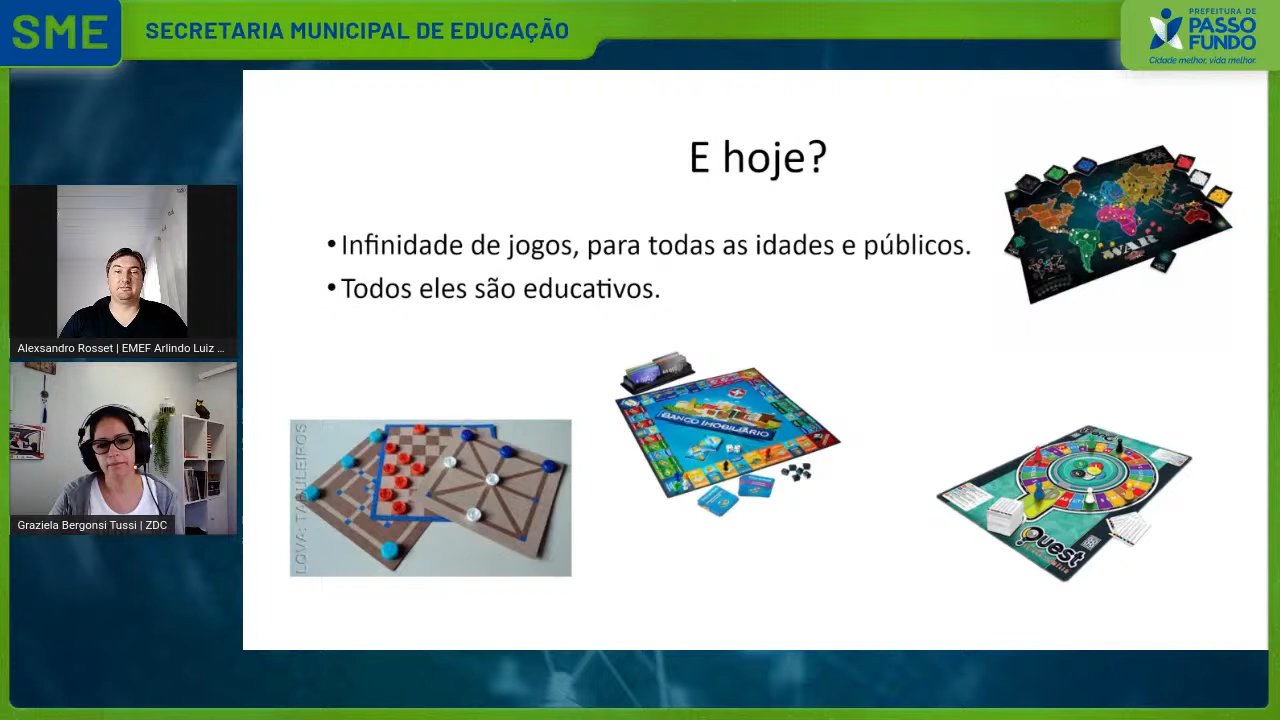 SME
SECRETARIA MUNICIPAL DE EDUCAÇÃO
PREFEITURA DE
PASSO
FUNDO
Cidade melhor, vida melhor.
E hoje?
• Infinidade de jogos, para todas as idades e públicos.
• Todos eles são educativos.
WAR
BANCO IMOBILIÁRIO
LOJA: TABULEIROS
Quest
Alexsandro Rosset | EMEF Arlindo Luiz ...
Graziela Bergonsi Tussi | ZDC